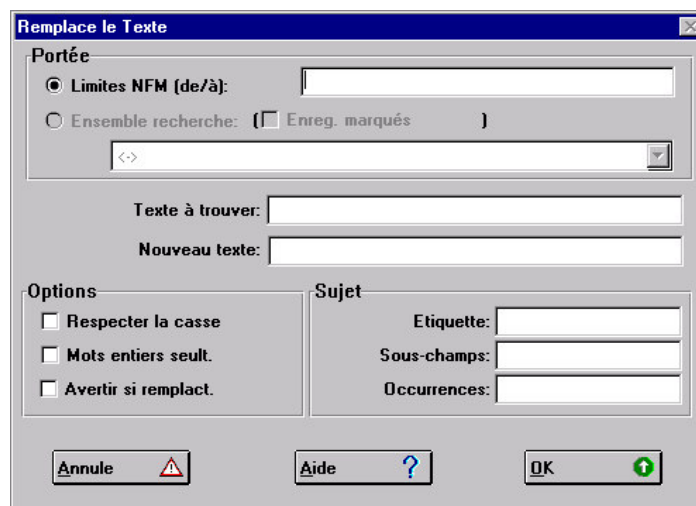 Remplace le Texte
Portée
Limites NFM (de/à):
Ensemble recherche: ( Enreg. marqués )
<->
Texte à trouver:
Nouveau texte:
Options
Respecter la casse
Mots entiers seult.
Avertir si remplact.
Sujet
Etiquette:
Sous-champs:
Occurrences:
Annule
Aide ?
OK